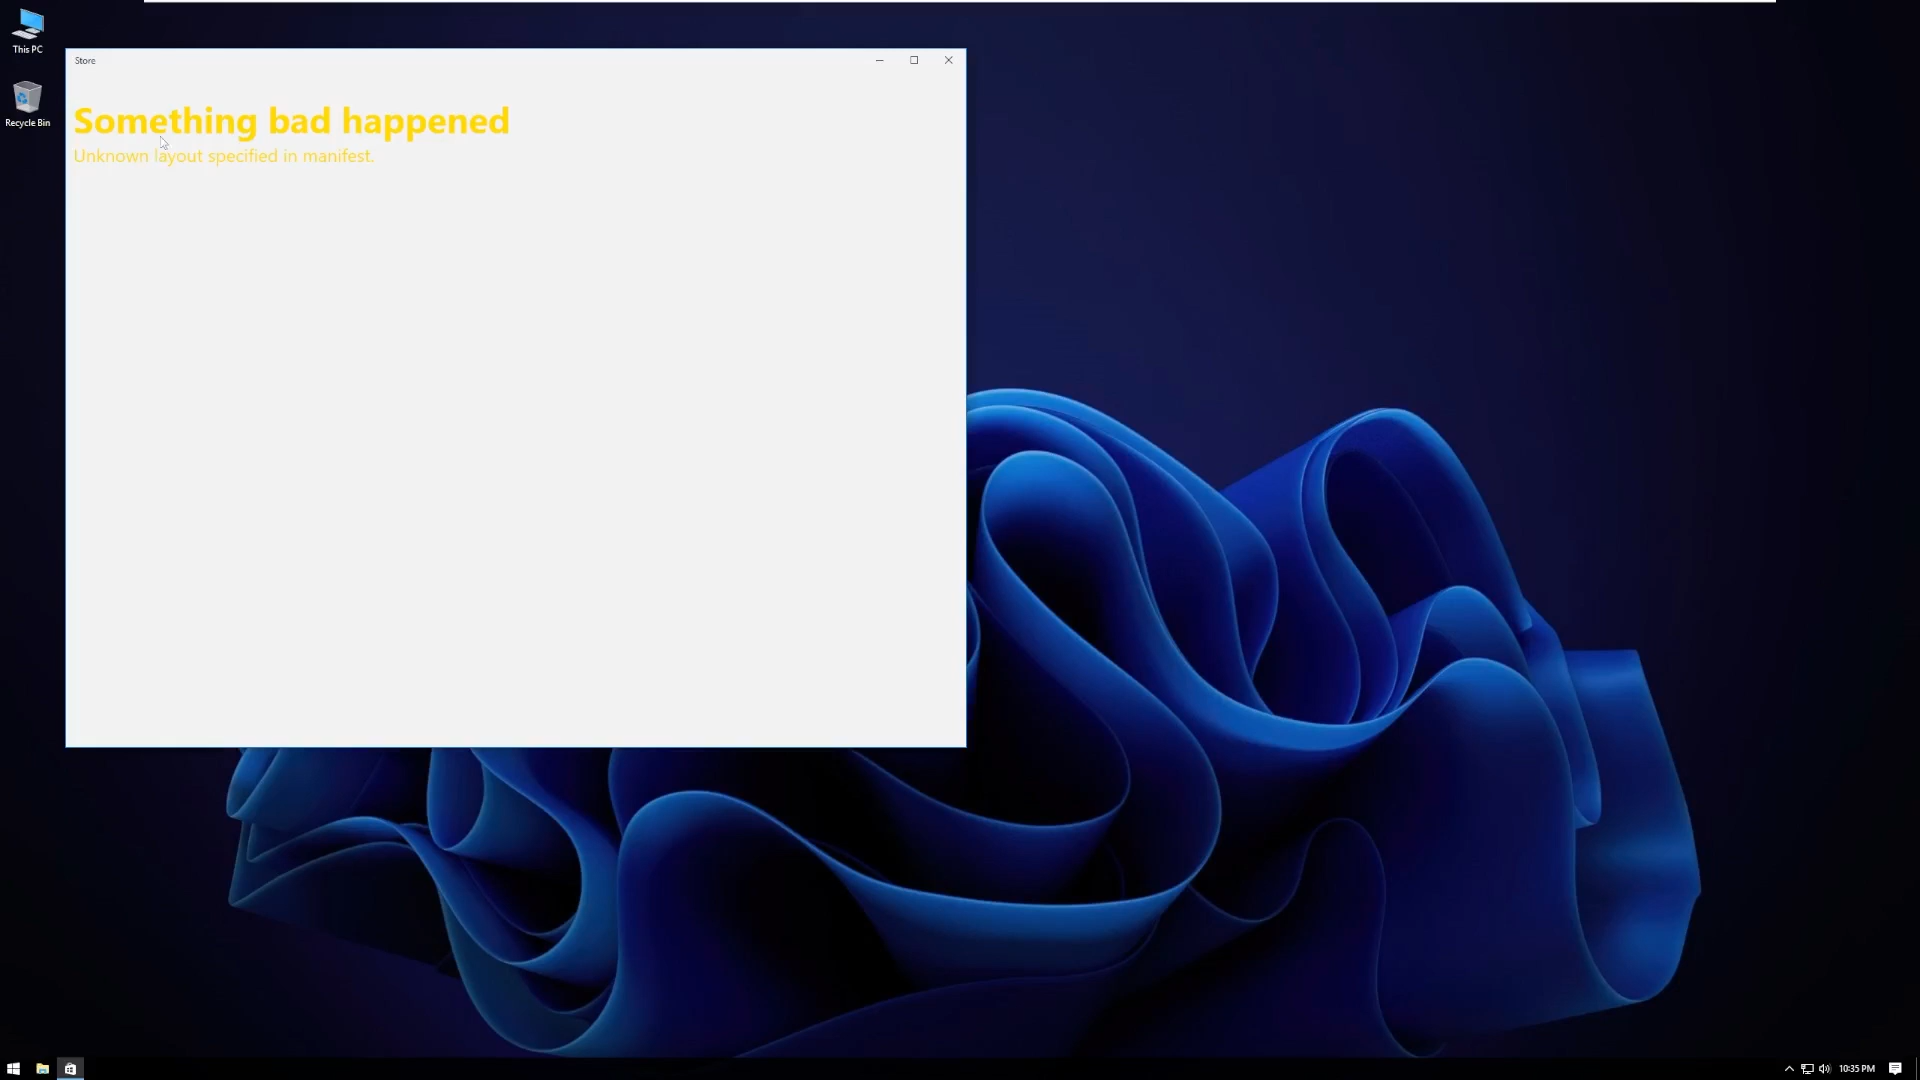 This PC
Recycle Bin
Store
Something bad happened
Unknown layout specified in manifest.
10:35 PM